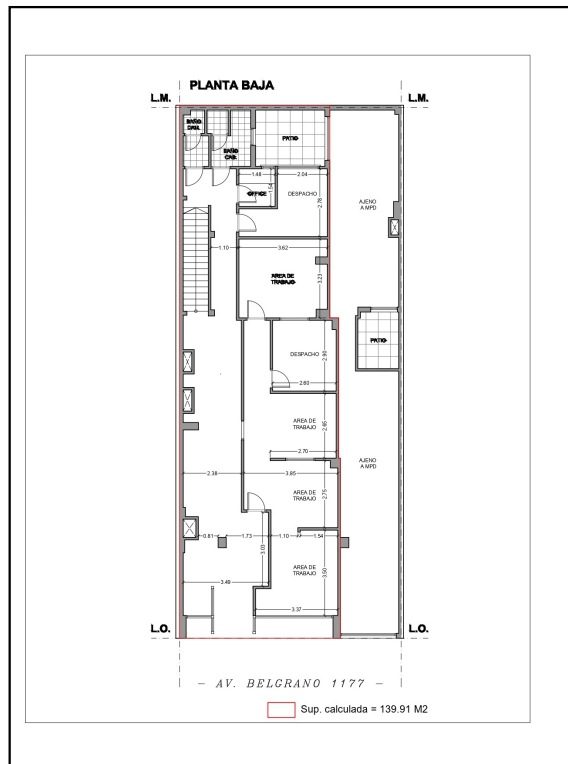 PLANTA BAJA
L.M.
L.M.
BAÑO
DAM.
BAÑO
CAB.
PATIO
1.48
2.04
OFFICE
1.54
DESPACHO
2.78
AJENO
A MPD
1.10
3.62
AREA DE
TRABAJO
3.23
PATIO
DESPACHO
2.90
2.60
AREA DE
TRABAJO
2.85
2.70
AJENO
A MPD
2.38
3.85
AREA DE
TRABAJO
2.75
0.81
1.73
1.10
1.54
3.03
AREA DE
TRABAJO
3.50
3.49
3.37
L.O.
L.O.
- AV. BELGRANO 1177 -
Sup. calculada = 139.91 M2